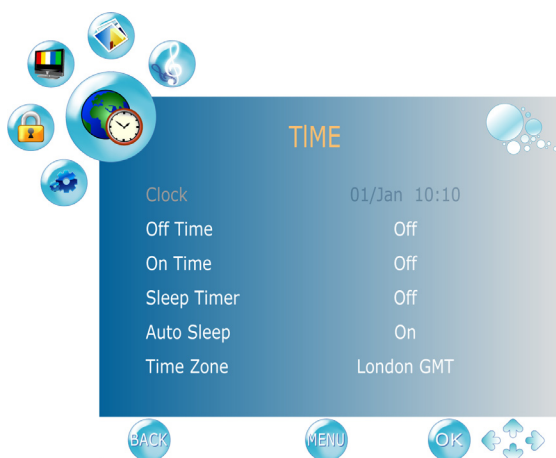 TIME
Clock 01/Jan 10:10
Off Time Off
On Time Off
Sleep Timer Off
Auto Sleep On
Time Zone London GMT
BACK MENU OK